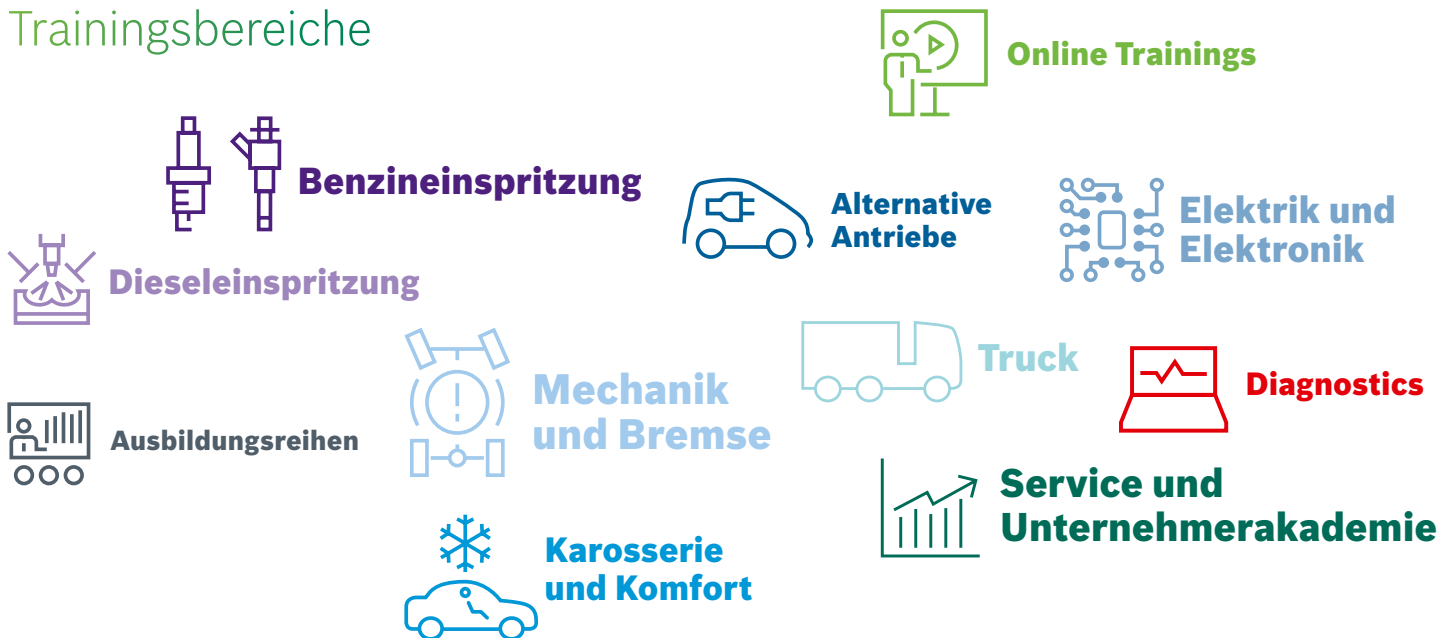 Trainingsbereiche
Online Trainings
Benzineinspritzung
Alternative
Antriebe
Elektrik und
Elektronik
Dieseleinspritzung
Truck
Mechanik
und Bremse
Diagnostics
Ausbildungsreihen
Service und
Unternehmerakademie
Karosserie
und Komfort